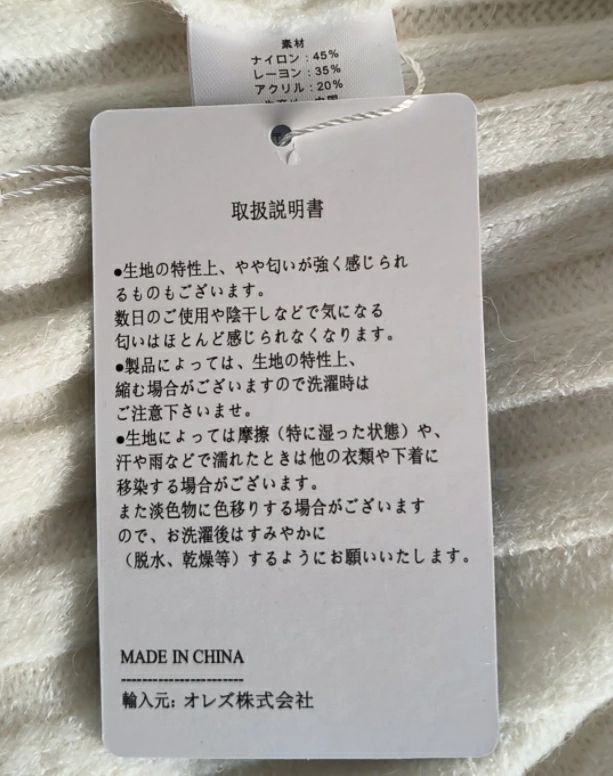 素材
ナイロン：45%
レーヨン：35%
アクリル：20%
取扱説明書
●生地の特性上、やや匂いが強く感じられ
るものもございます。
数日のご使用や陰干しなどで気になる
匂いはほとんど感じられなくなります。
●製品によっては、生地の特性上、
縮む場合がございますので洗濯時は
ご注意下さいませ。
●生地によっては摩擦（特に湿った状態）や、
汗や雨などで濡れたときは他の衣類や下着に
移染する場合がございます。
また淡色物に色移りする場合がございます
ので、お洗濯後はすみやかに
（脱水、乾燥等）するようにお願いいたします。
MADE IN CHINA
----------------------
輸入元: オレズ株式会社